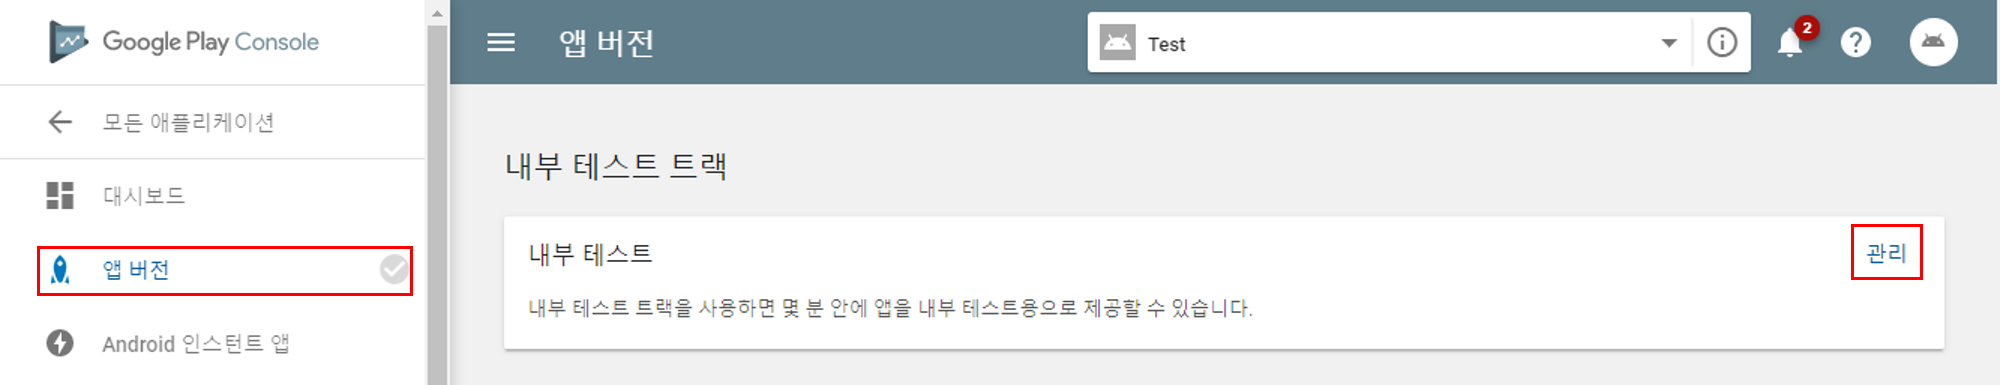 Google Play Console
앱 버전
Test
2
모든 애플리케이션
대시보드
앱 버전
Android 인스턴트 앱
내부 테스트 트랙
내부 테스트
관리
내부 테스트 트랙을 사용하면 몇 분 안에 앱을 내부 테스트용으로 제공할 수 있습니다.